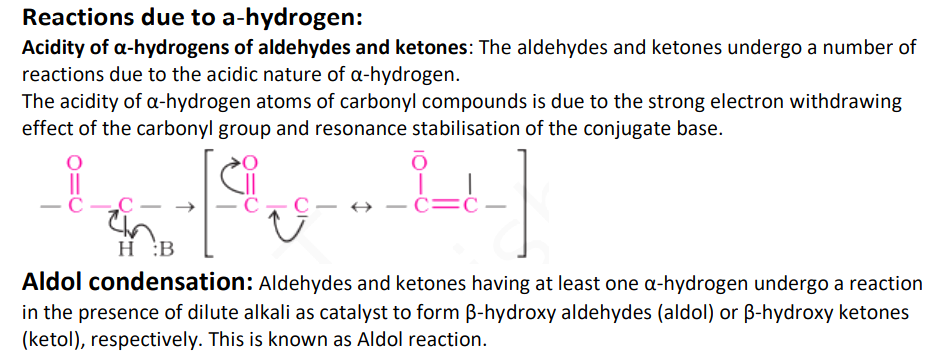 Reactions due to a-hydrogen:
Acidity of α-hydrogens of aldehydes and ketones: The aldehydes and ketones undergo a number of
reactions due to the acidic nature of α-hydrogen.
The acidity of α-hydrogen atoms of carbonyl compounds is due to the strong electron withdrawing
effect of the carbonyl group and resonance stabilisation of the conjugate base.
O O O
— C — C — → [ — C — C — ↔ — C = C — ]
H :B
Aldol condensation: Aldehydes and ketones having at least one α-hydrogen undergo a reaction
in the presence of dilute alkali as catalyst to form β-hydroxy aldehydes (aldol) or β-hydroxy ketones
(ketol), respectively. This is known as Aldol reaction.